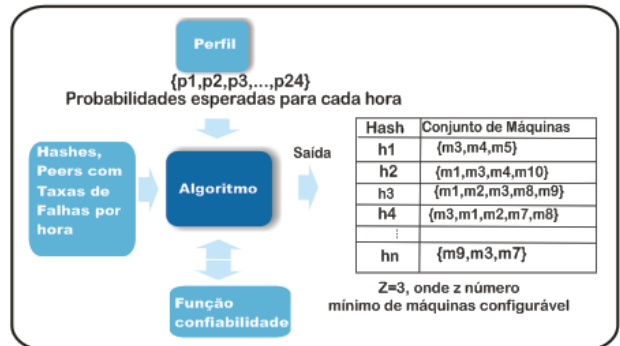 Perfil
{p1,p2,p3,...,p24}
Probabilidades esperadas para cada hora
Hashes,
Peers com
Taxas de
Falhas por
hora
Algoritmo
Saída
Função
confiabilidade
Hash Conjunto de Máquinas
h1 {m3,m4,m5}
h2 {m1,m3,m4,m10}
h3 {m1,m2,m3,m8,m9}
h4 {m3,m1,m2,m7,m8}
⋮
hn {m9,m3,m7}
Z=3, onde z número
mínimo de máquinas configurável